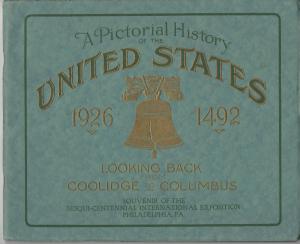 A Pictorial History
OF THE
UNITED STATES
1926 1492
LOOKING BACK
FROM
COOLIDGE TO COLUMBUS
SOUVENIR OF THE
SESQUI-CENTENNIAL INTERNATIONAL EXPOSITION
PHILADELPHIA, PA.